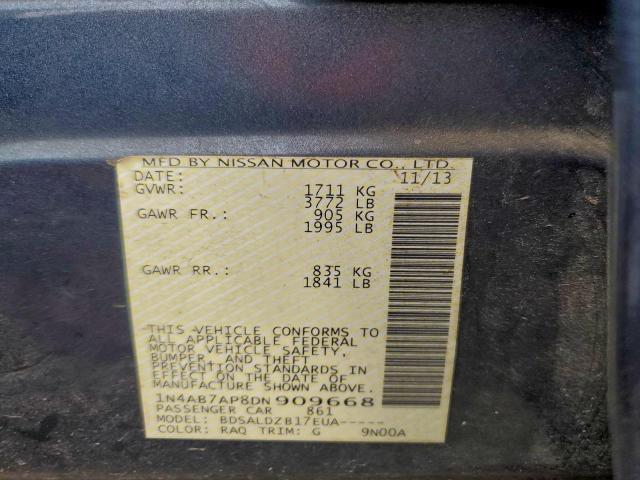 MFD BY NISSAN MOTOR CO., LTD.
DATE: 11/13
GVWR: 1711 KG
3772 LB
GAWR FR.: 905 KG
1995 LB
GAWR RR.: 835 KG
1841 LB
THIS VEHICLE CONFORMS TO
ALL APPLICABLE FEDERAL
MOTOR VEHICLE SAFETY,
BUMPER, AND THEFT
PREVENTION STANDARDS
IN EFFECT ON THE DATE OF
MANUFACTURE SHOWN ABOVE.
1N4AB7AP8DN 909668
PASSENGER CAR 861
MODEL: BDSALDZB17EUA-----
COLOR: RAQ TRIM: G 9N00A